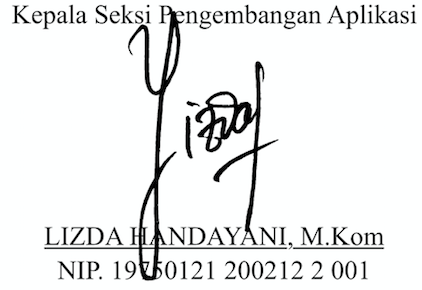 Kepala Seksi Pengembangan Aplikasi
LIZDA HANDAYANI, M.Kom
NIP. 19750121 200212 2 001